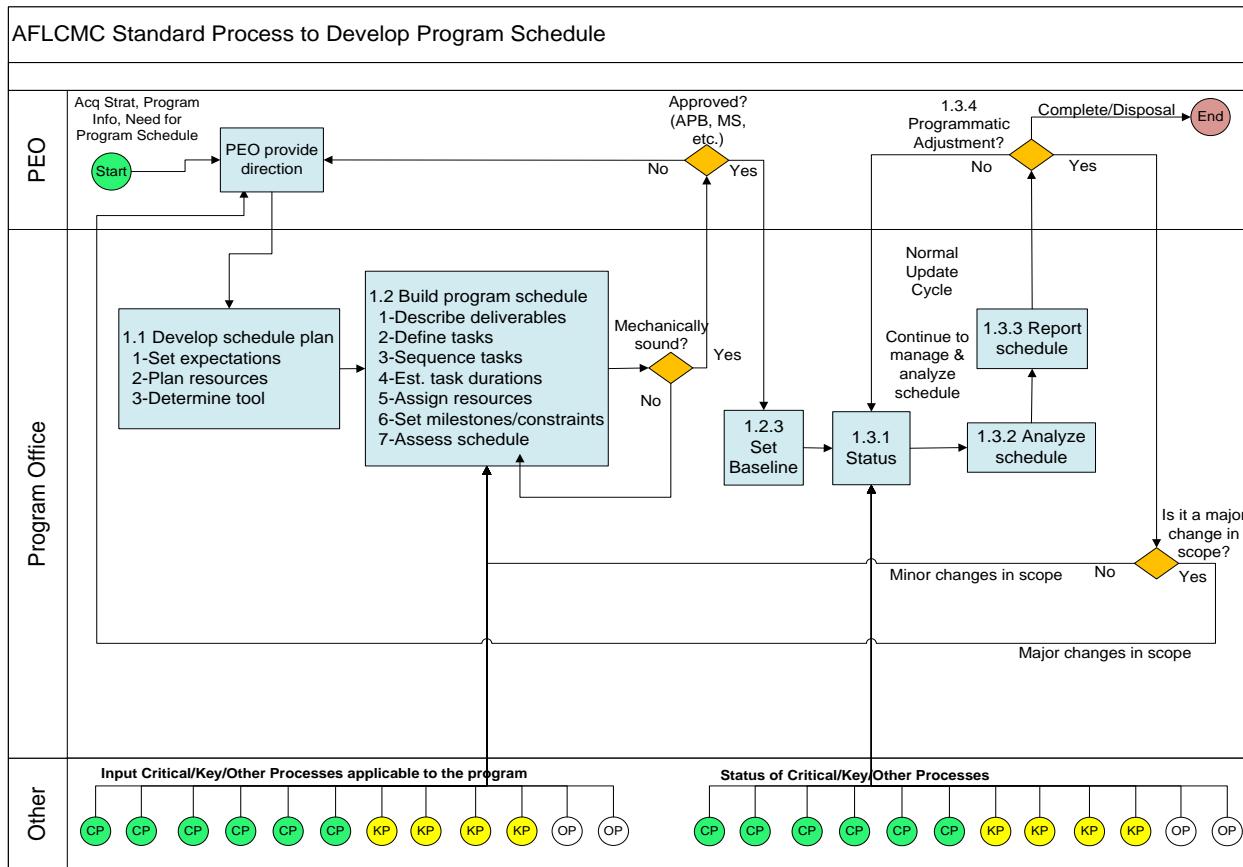 AFLCMC Standard Process to Develop Program Schedule
PEO
Acq Strat, Program
Info, Need for
Program Schedule
Start
PEO provide
direction
Approved?
(APB, MS,
etc.)
No
Yes
1.3.4
Programmatic
Adjustment?
No
Yes
Complete/Disposal
End
Program Office
1.1 Develop schedule plan
1-Set expectations
2-Plan resources
3-Determine tool
1.2 Build program schedule
1-Describe deliverables
2-Define tasks
3-Sequence tasks
4-Est. task durations
5-Assign resources
6-Set milestones/constraints
7-Assess schedule
Mechanically
sound?
Yes
No
1.2.3
Set
Baseline
1.3.1
Status
Normal
Update
Cycle
Continue to
manage &
analyze
schedule
1.3.3 Report
schedule
1.3.2 Analyze
schedule
Is it a major
change in
scope?
No
Yes
Minor changes in scope
Major changes in scope
Other
Input Critical/Key/Other Processes applicable to the program
CP CP CP CP CP CP KP KP KP KP OP OP
Status of Critical/Key/Other Processes
CP CP CP CP CP CP KP KP KP KP OP OP